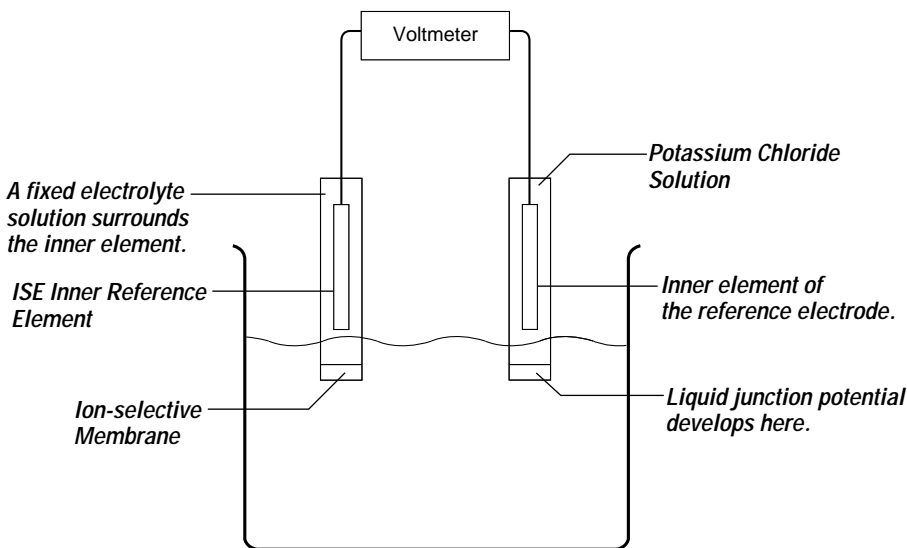 Voltmeter
A fixed electrolyte
solution surrounds
the inner element.
ISE Inner Reference
Element
Ion-selective
Membrane
Potassium Chloride
Solution
Inner element of
the reference electrode.
Liquid junction potential
develops here.